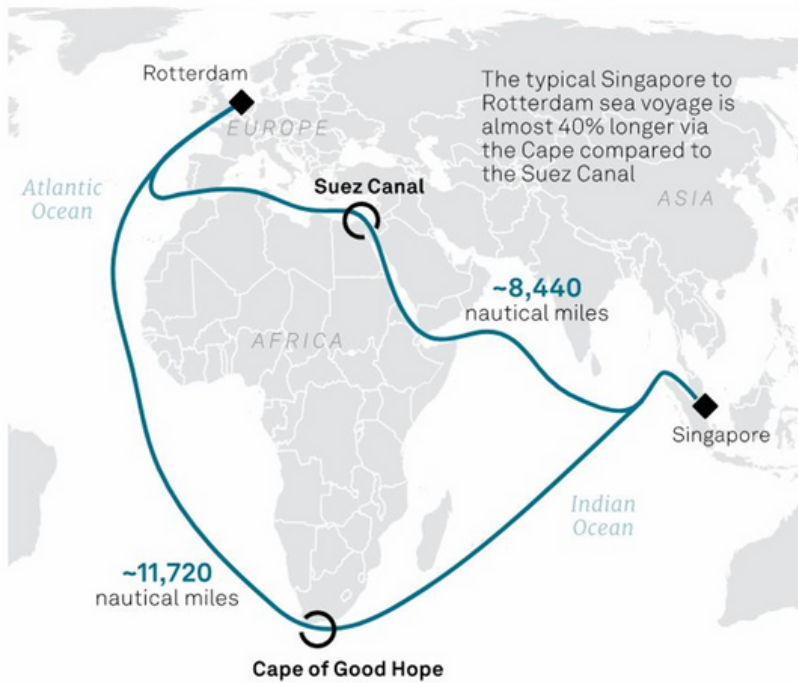 Rotterdam
The typical Singapore to
Rotterdam sea voyage is
almost 40% longer via
the Cape compared to
the Suez Canal
EUROPE
Atlantic
Ocean
Suez Canal
ASIA
~8,440
nautical miles
AFRICA
Singapore
Indian
Ocean
~11,720
nautical miles
Cape of Good Hope